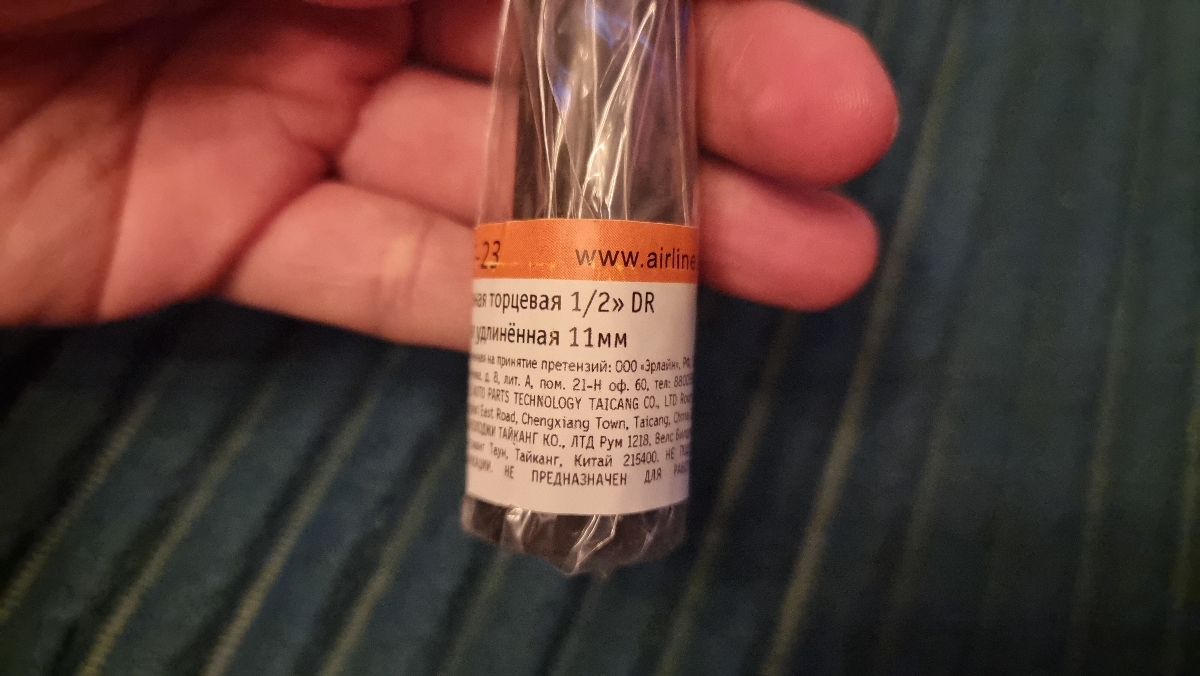 -23 www.airline
торцевая 1/2» DR
удлинённая 11мм
на принятие претензий: ООО «Эрлайн», РФ,
д. 8, лит. А, пом. 21-Н оф. 60, тел:
PARTS TECHNOLOGY TAICANG CO., LTD
East Road, Chengxiang Town, Taicang,
ТАЙКАНГ КО., ЛТД Рум 1218,
Таун, Тайканг, Китай 215400. НЕ
НЕ ПРЕДНАЗНАЧЕН ДЛЯ